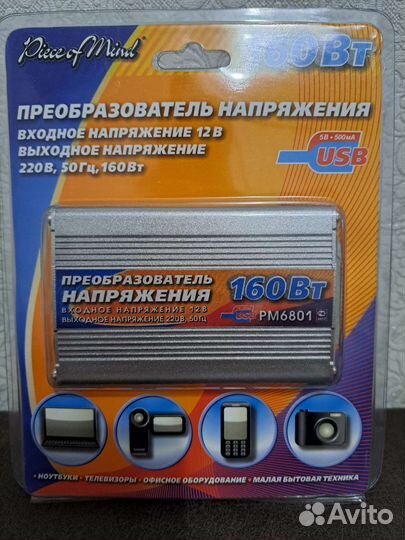 Piece of Mind
160Вт
ПРЕОБРАЗОВАТЕЛЬ НАПРЯЖЕНИЯ
ВХОДНОЕ НАПРЯЖЕНИЕ 12 В
ВЫХОДНОЕ НАПРЯЖЕНИЕ
220В, 50Гц, 160Вт
5В • 500мА
USB
ПРЕОБРАЗОВАТЕЛЬ
НАПРЯЖЕНИЯ
160Вт
ВХОДНОЕ НАПРЯЖЕНИЕ 12В
ВЫХОДНОЕ НАПРЯЖЕНИЕ 220В, 50Гц
PM6801
• НОУТБУКИ • ТЕЛЕВИЗОРЫ • ОФИСНОЕ ОБОРУДОВАНИЕ • МАЛАЯ БЫТОВАЯ ТЕХНИКА
Avito